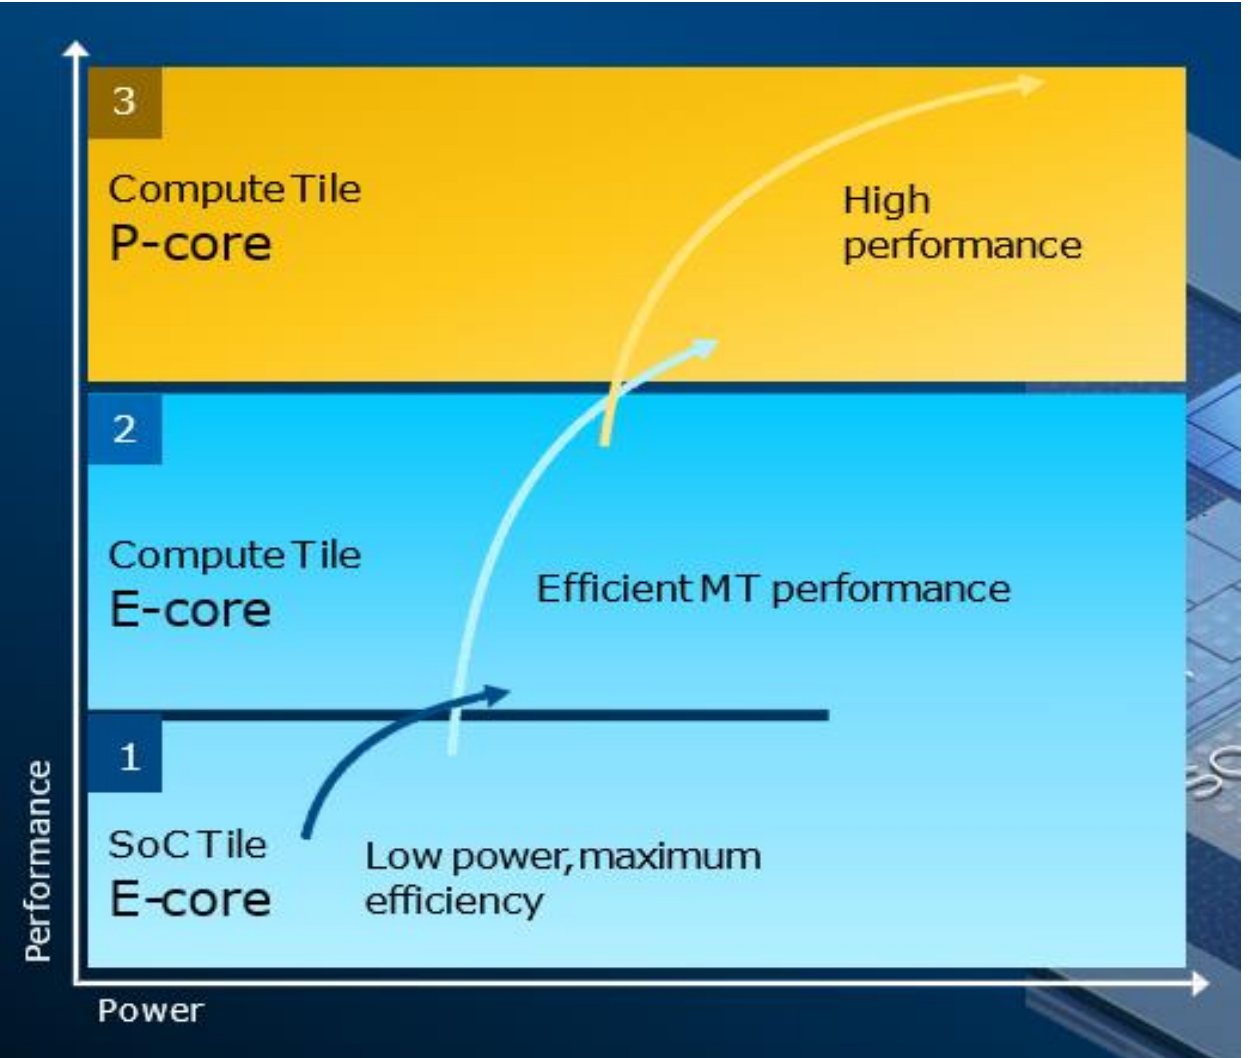 3
Compute Tile
P-core
High
performance
2
Compute Tile
E-core
Efficient MT performance
1
SoC Tile
E-core
Low power, maximum
efficiency
Performance
Power
SO